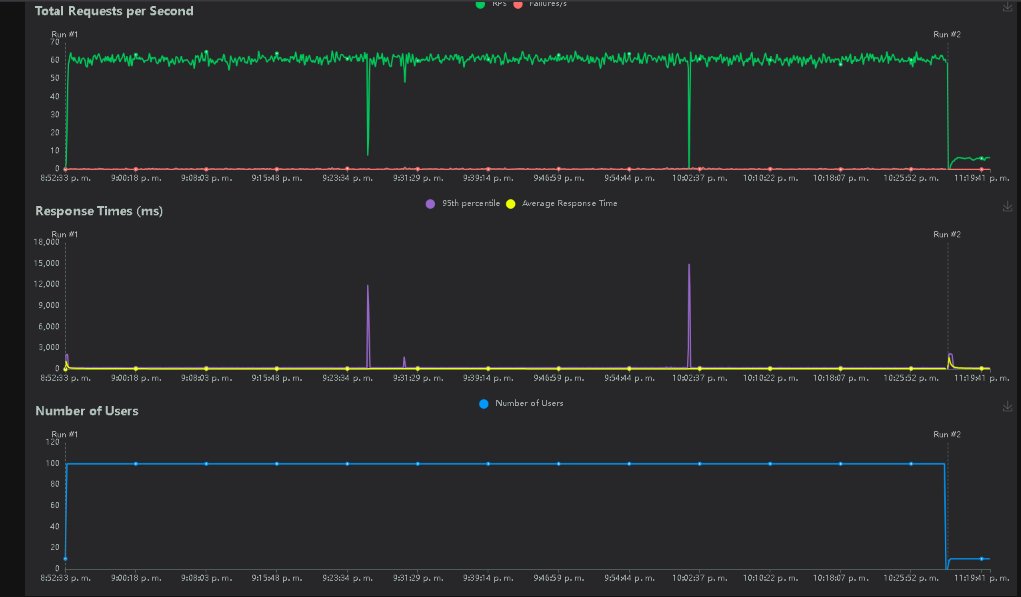 RPS Failures/s
Total Requests per Second
Run #1 Run #2
70
60
50
40
30
20
10
0
8:52:33 p. m. 9:00:18 p. m. 9:08:03 p. m. 9:15:48 p. m. 9:23:34 p. m. 9:31:29 p. m. 9:39:14 p. m. 9:46:59 p. m. 9:54:44 p. m. 10:02:37 p. m. 10:10:22 p. m. 10:18:07 p. m. 10:25:52 p. m. 11:19:41 p. m.
95th percentile Average Response Time
Response Times (ms)
Run #1 Run #2
18,000
15,000
12,000
9,000
6,000
3,000
0
8:52:33 p. m. 9:00:18 p. m. 9:08:03 p. m. 9:15:48 p. m. 9:23:34 p. m. 9:31:29 p. m. 9:39:14 p. m. 9:46:59 p. m. 9:54:44 p. m. 10:02:37 p. m. 10:10:22 p. m. 10:18:07 p. m. 10:25:52 p. m. 11:19:41 p. m.
Number of Users
Number of Users
Run #1 Run #2
120
100
80
60
40
20
0
8:52:33 p. m. 9:00:18 p. m. 9:08:03 p. m. 9:15:48 p. m. 9:23:34 p. m. 9:31:29 p. m. 9:39:14 p. m. 9:46:59 p. m. 9:54:44 p. m. 10:02:37 p. m. 10:10:22 p. m. 10:18:07 p. m. 10:25:52 p. m. 11:19:41 p. m.